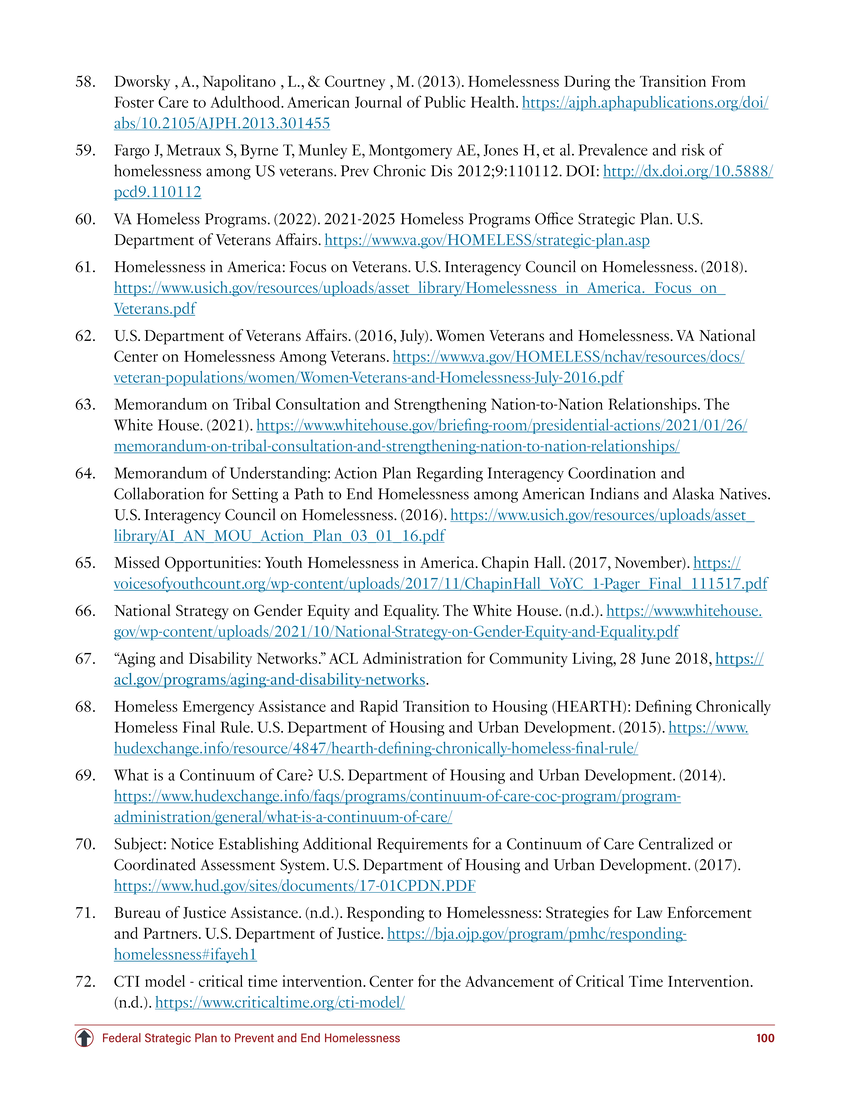 58. Dworsky , A., Napolitano , L., & Courtney , M. (2013). Homelessness During the Transition From
Foster Care to Adulthood. American Journal of Public Health. https://ajph.aphapublications.org/doi/
abs/10.2105/AJPH.2013.301455
59. Fargo J, Metraux S, Byrne T, Munley E, Montgomery AE, Jones H, et al. Prevalence and risk of
homelessness among US veterans. Prev Chronic Dis 2012;9:110112. DOI: http://dx.doi.org/10.5888/
pcd9.110112
60. VA Homeless Programs. (2022). 2021-2025 Homeless Programs Office Strategic Plan. U.S.
Department of Veterans Affairs. https://www.va.gov/HOMELESS/strategic-plan.asp
61. Homelessness in America: Focus on Veterans. U.S. Interagency Council on Homelessness. (2018).
https://www.usich.gov/resources/uploads/asset_library/Homelessness_in_America._Focus_on_
Veterans.pdf
62. U.S. Department of Veterans Affairs. (2016, July). Women Veterans and Homelessness. VA National
Center on Homelessness Among Veterans. https://www.va.gov/HOMELESS/nchav/resources/docs/
veteran-populations/women/Women-Veterans-and-Homelessness-July-2016.pdf
63. Memorandum on Tribal Consultation and Strengthening Nation-to-Nation Relationships. The
White House. (2021). https://www.whitehouse.gov/briefing-room/presidential-actions/2021/01/26/
memorandum-on-tribal-consultation-and-strengthening-nation-to-nation-relationships/
64. Memorandum of Understanding: Action Plan Regarding Interagency Coordination and
Collaboration for Setting a Path to End Homelessness among American Indians and Alaska Natives.
U.S. Interagency Council on Homelessness. (2016). https://www.usich.gov/resources/uploads/asset_
library/AI_AN_MOU_Action_Plan_03_01_16.pdf
65. Missed Opportunities: Youth Homelessness in America. Chapin Hall. (2017, November). https://
voicesofyouthcount.org/wp-content/uploads/2017/11/ChapinHall_VoYC_1-Pager_Final_111517.pdf
66. National Strategy on Gender Equity and Equality. The White House. (n.d.). https://www.whitehouse.
gov/wp-content/uploads/2021/10/National-Strategy-on-Gender-Equity-and-Equality.pdf
67. “Aging and Disability Networks.” ACL Administration for Community Living, 28 June 2018, https://
acl.gov/programs/aging-and-disability-networks.
68. Homeless Emergency Assistance and Rapid Transition to Housing (HEARTH): Defining Chronically
Homeless Final Rule. U.S. Department of Housing and Urban Development. (2015). https://www.
hudexchange.info/resource/4847/hearth-defining-chronically-homeless-final-rule/
69. What is a Continuum of Care? U.S. Department of Housing and Urban Development. (2014).
https://www.hudexchange.info/faqs/programs/continuum-of-care-coc-program/program-
administration/general/what-is-a-continuum-of-care/
70. Subject: Notice Establishing Additional Requirements for a Continuum of Care Centralized or
Coordinated Assessment System. U.S. Department of Housing and Urban Development. (2017).
https://www.hud.gov/sites/documents/17-01CPDN.PDF
71. Bureau of Justice Assistance. (n.d.). Responding to Homelessness: Strategies for Law Enforcement
and Partners. U.S. Department of Justice. https://bja.ojp.gov/program/pmhc/responding-
homelessness#ifayeh1
72. CTI model - critical time intervention. Center for the Advancement of Critical Time Intervention.
(n.d.). https://www.criticaltime.org/cti-model/
Federal Strategic Plan to Prevent and End Homelessness 100